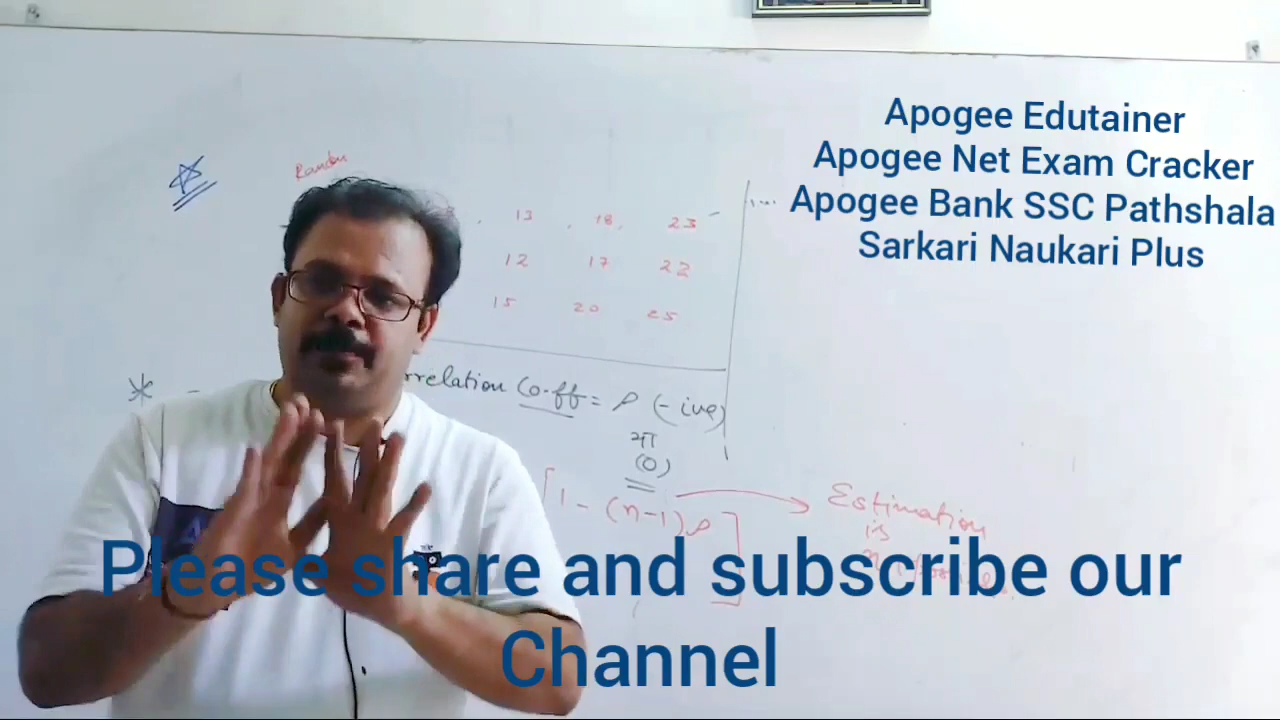 Apogee Edutainer
Apogee Net Exam Cracker
Apogee Bank SSC Pathshala
Sarkari Naukari Plus
, 13 , 18, 23
12 17 22
15 20 25
rrelation Co-ff = ρ (-ive)
या
(0)
[1 - (n-1)ρ]
Estimation
is
Please share and subscribe our
Channel